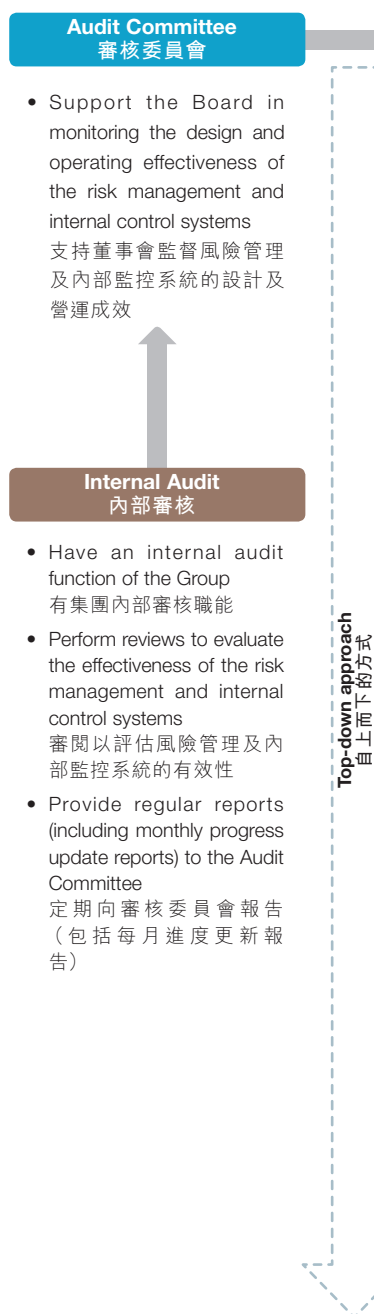 Audit Committee
審核委員會
• Support the Board in
monitoring the design and
operating effectiveness of
the risk management and
internal control systems
支持董事會監督風險管理
及內部監控系統的設計及
營運成效
Internal Audit
內部審核
• Have an internal audit
function of the Group
有集團內部審核職能
• Perform reviews to evaluate
the effectiveness of the risk
management and internal
control systems
審閱以評估風險管理及內
部監控系統的有效性
• Provide regular reports
(including monthly progress
update reports) to the Audit
Committee
定期向審核委員會報告
（包括每月進度更新報
告）
Top-down approach
自上而下的方式